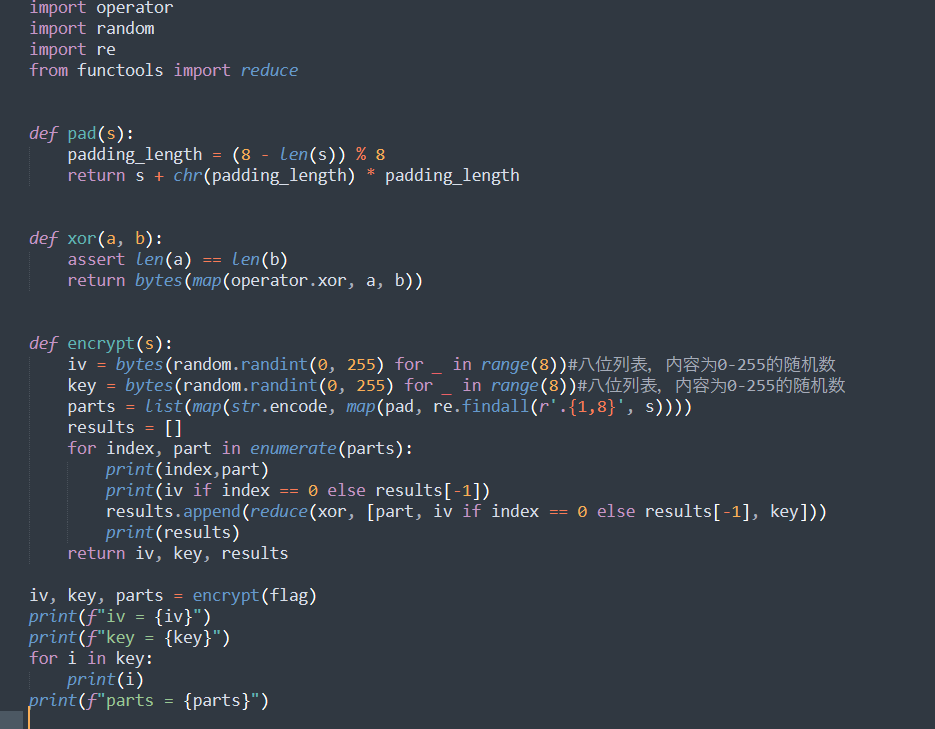 import operator
import random
import re
from functools import reduce
def pad(s):
    padding_length = (8 - len(s)) % 8
    return s + chr(padding_length) * padding_length
def xor(a, b):
    assert len(a) == len(b)
    return bytes(map(operator.xor, a, b))
def encrypt(s):
    iv = bytes(random.randint(0, 255) for _ in range(8))#八位列表，内容为0-255的随机数
    key = bytes(random.randint(0, 255) for _ in range(8))#八位列表，内容为0-255的随机数
    parts = list(map(str.encode, map(pad, re.findall(r'.{1,8}', s))))
    results = []
    for index, part in enumerate(parts):
        print(index,part)
        print(iv if index == 0 else results[-1])
        results.append(reduce(xor, [part, iv if index == 0 else results[-1], key]))
        print(results)
    return iv, key, results
iv, key, parts = encrypt(flag)
print(f"iv = {iv}")
print(f"key = {key}")
for i in key:
    print(i)
print(f"parts = {parts}")